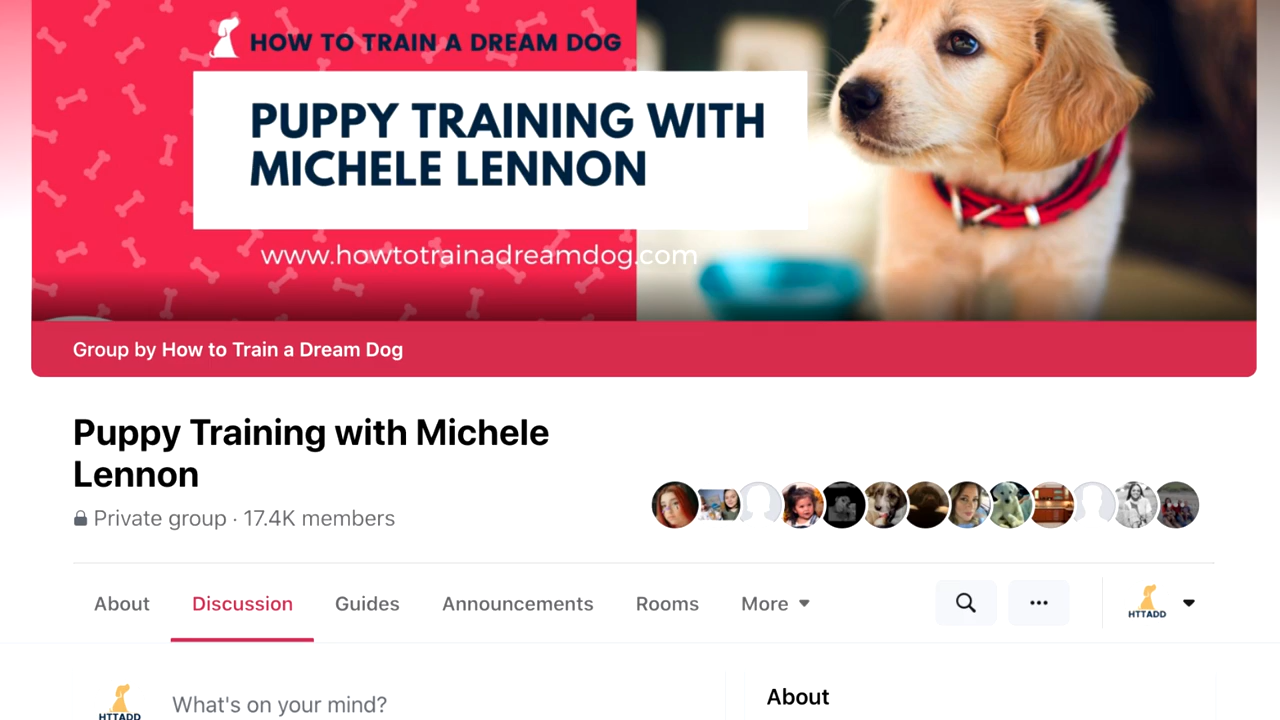 HOW TO TRAIN A DREAM DOG
PUPPY TRAINING WITH
MICHELE LENNON
www.howtotrainadreamdog.com
Group by How to Train a Dream Dog
Puppy Training with Michele
Lennon
Private group · 17.4K members
About Discussion Guides Announcements Rooms More
HTTADD
What's on your mind?
HTTADD
About